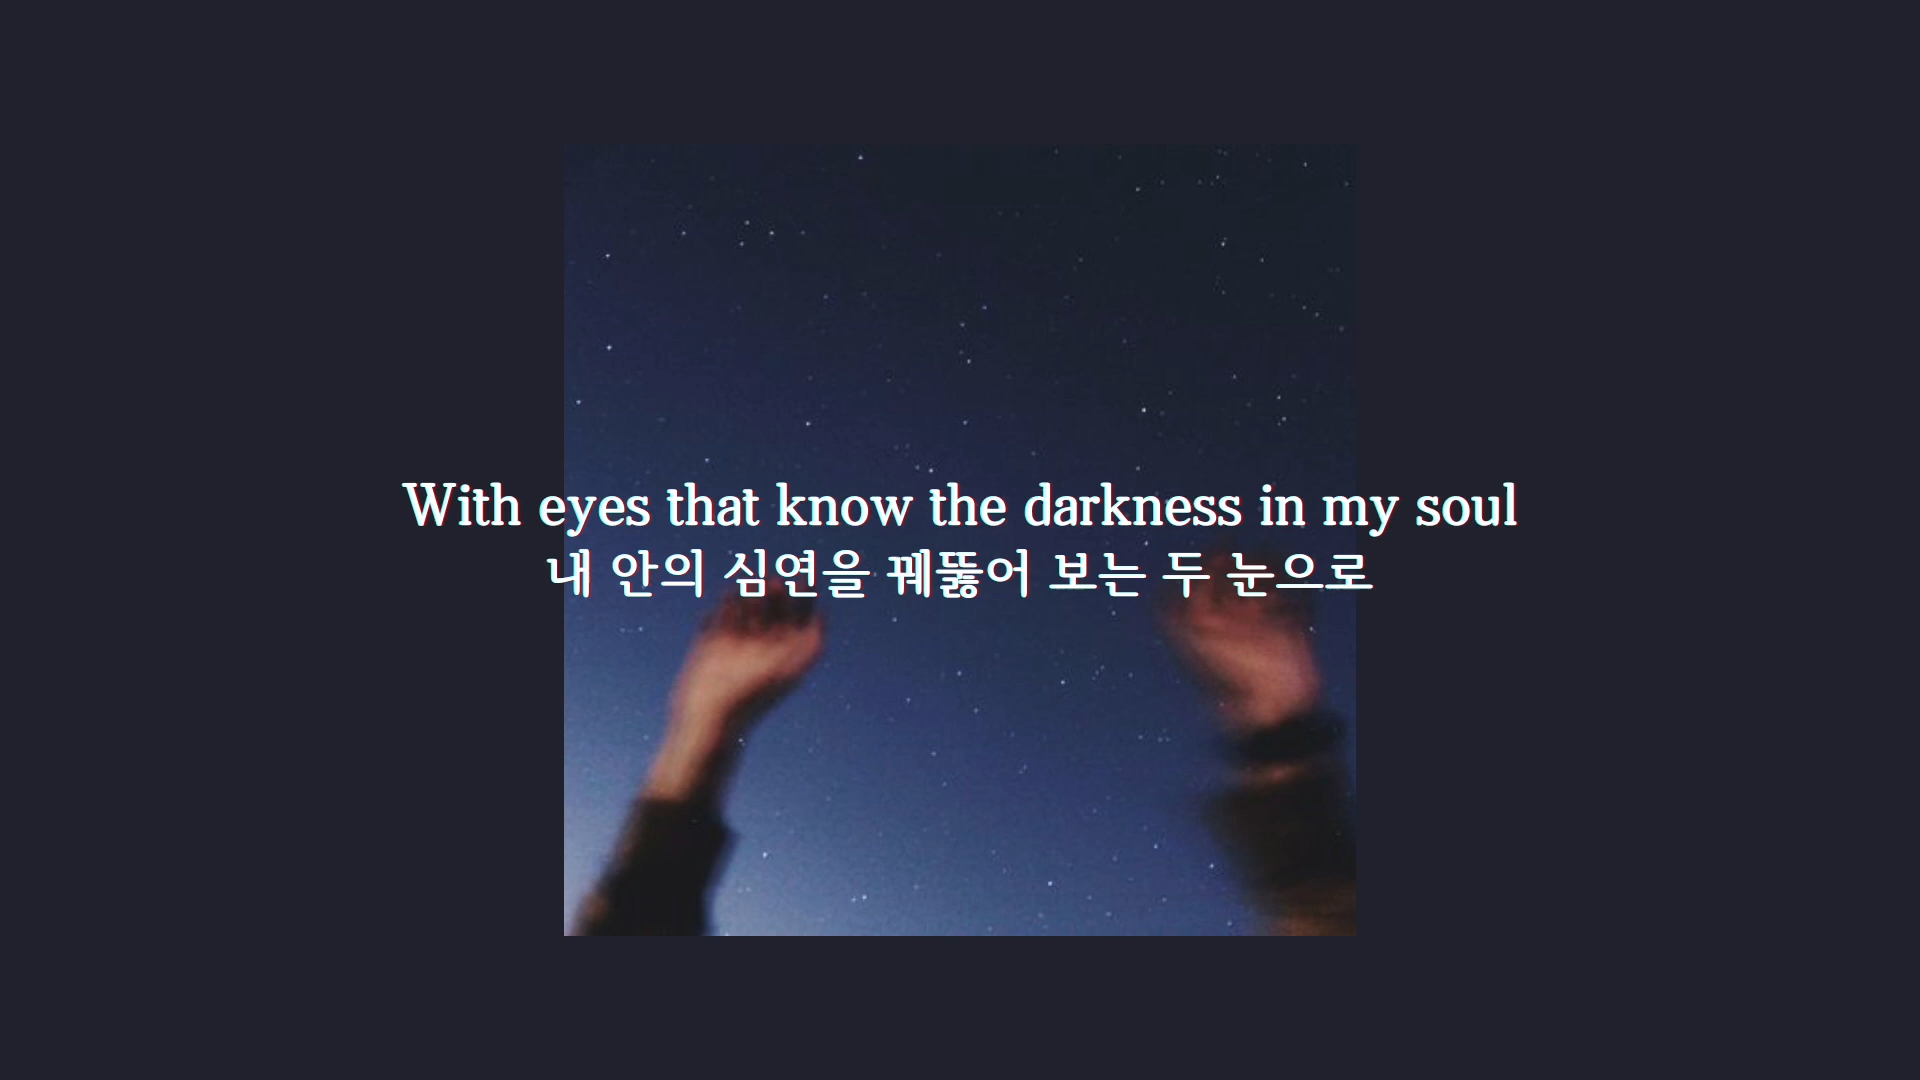 With eyes that know the darkness in my soul
내 안의 심연을 꿰뚫어 보는 두 눈으로